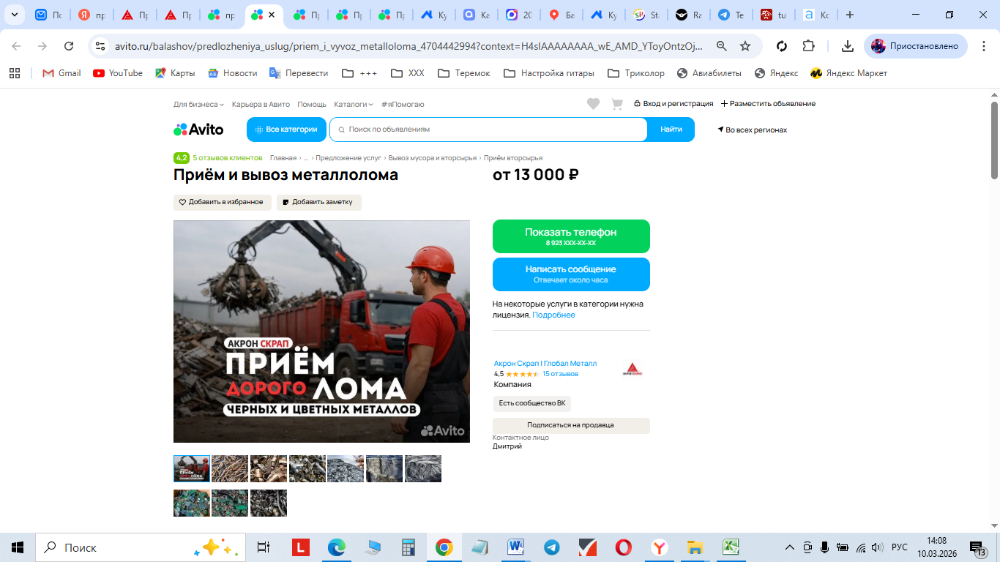 По
пр
Пр
Пр
пр
Пр
Пр
Пр
Ку
Ка
20
Ба
Ку
St
Ra
Те
tu
Кс
avito.ru/balashov/predlozheniya_uslug/priem_i_vyvoz_metalloloma_4704442994?context=H4sIAAAAAAAA_wE_AMD_YToyOntzOj...
Приостановлено
Gmail
YouTube
Карты
Новости
Перевести
+++
ХХХ
Теремок
Настройка гитары
Триколор
Авиабилеты
Яндекс
Яндекс Маркет
Для бизнеса
Карьера в Авито
Помощь
Каталоги
#яПомогаю
Вход и регистрация
Разместить объявление
Avito
Все категории
Поиск по объявлениям
Найти
Во всех регионах
4,2 5 отзывов клиентов Главная › ... › Предложение услуг › Вывоз мусора и вторсырья › Приём вторсырья
Приём и вывоз металлолома
от 13 000 ₽
Добавить в избранное
Добавить заметку
АКРОН СКРАП
ПРИЁМ
ДОРОГО ЛОМА
ЧЕРНЫХ И ЦВЕТНЫХ МЕТАЛЛОВ
Avito
Показать телефон
8 923 XXX-XX-XX
Написать сообщение
Отвечает около часа
На некоторые услуги в категории нужна
лицензия. Подробнее
Акрон Скрап | Глобал Металл
4,5 15 отзывов
Компания
АКРОН СКРАП
Есть сообщество ВК
Подписаться на продавца
Контактное лицо
Дмитрий
Поиск
РУС
14:08
10.03.2026
13